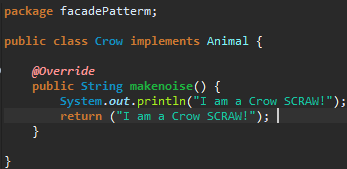 package facadePatterm;
public class Crow implements Animal {
@Override
public String makenoise() {
System.out.println("I am a Crow SCRAW!");
return ("I am a Crow SCRAW!");
}
}